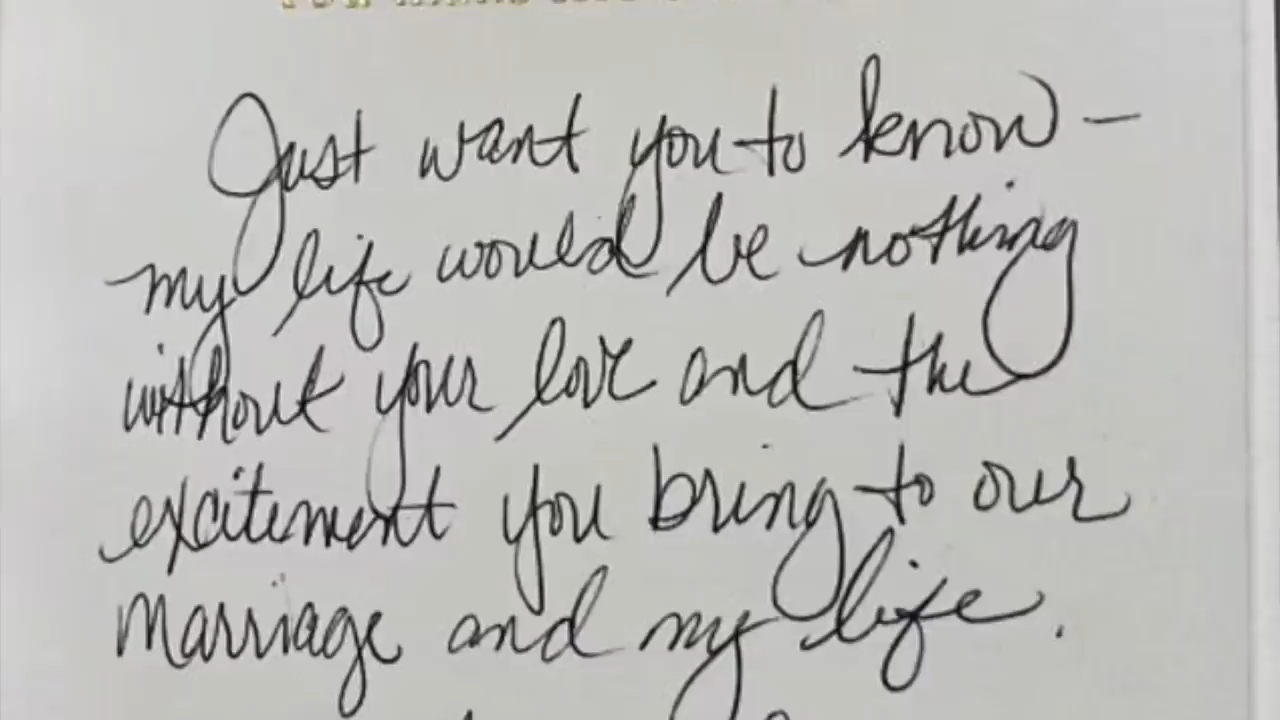 Just want you to know –
my life would be nothing
without your love and the
excitement you bring to our
marriage and my life.